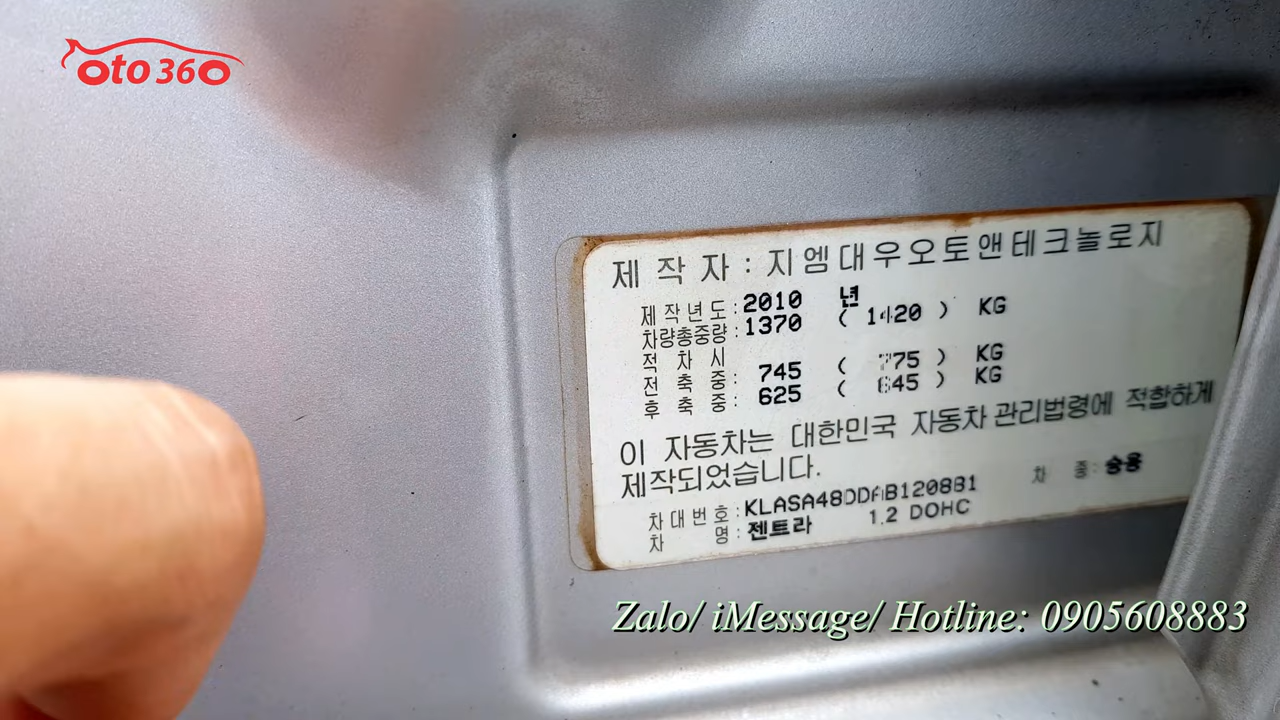 oto 360
제 작 자 : 지엠대우오토앤테크놀로지
제작년도 : 2010 년
차량총중량 : 1370 ( 1420 ) KG
적 차 시
전 축 중 : 745 ( 775 ) KG
후 축 중 : 625 ( 645 ) KG
이 자동차는 대한민국 자동차관리법령에 적합하게
제작되었습니다.
차 종 : 승용
차대번호 :
차 명 : 젠트라 1.2 DOHC
Zalo/ iMessage/ Hotline: 0905608883